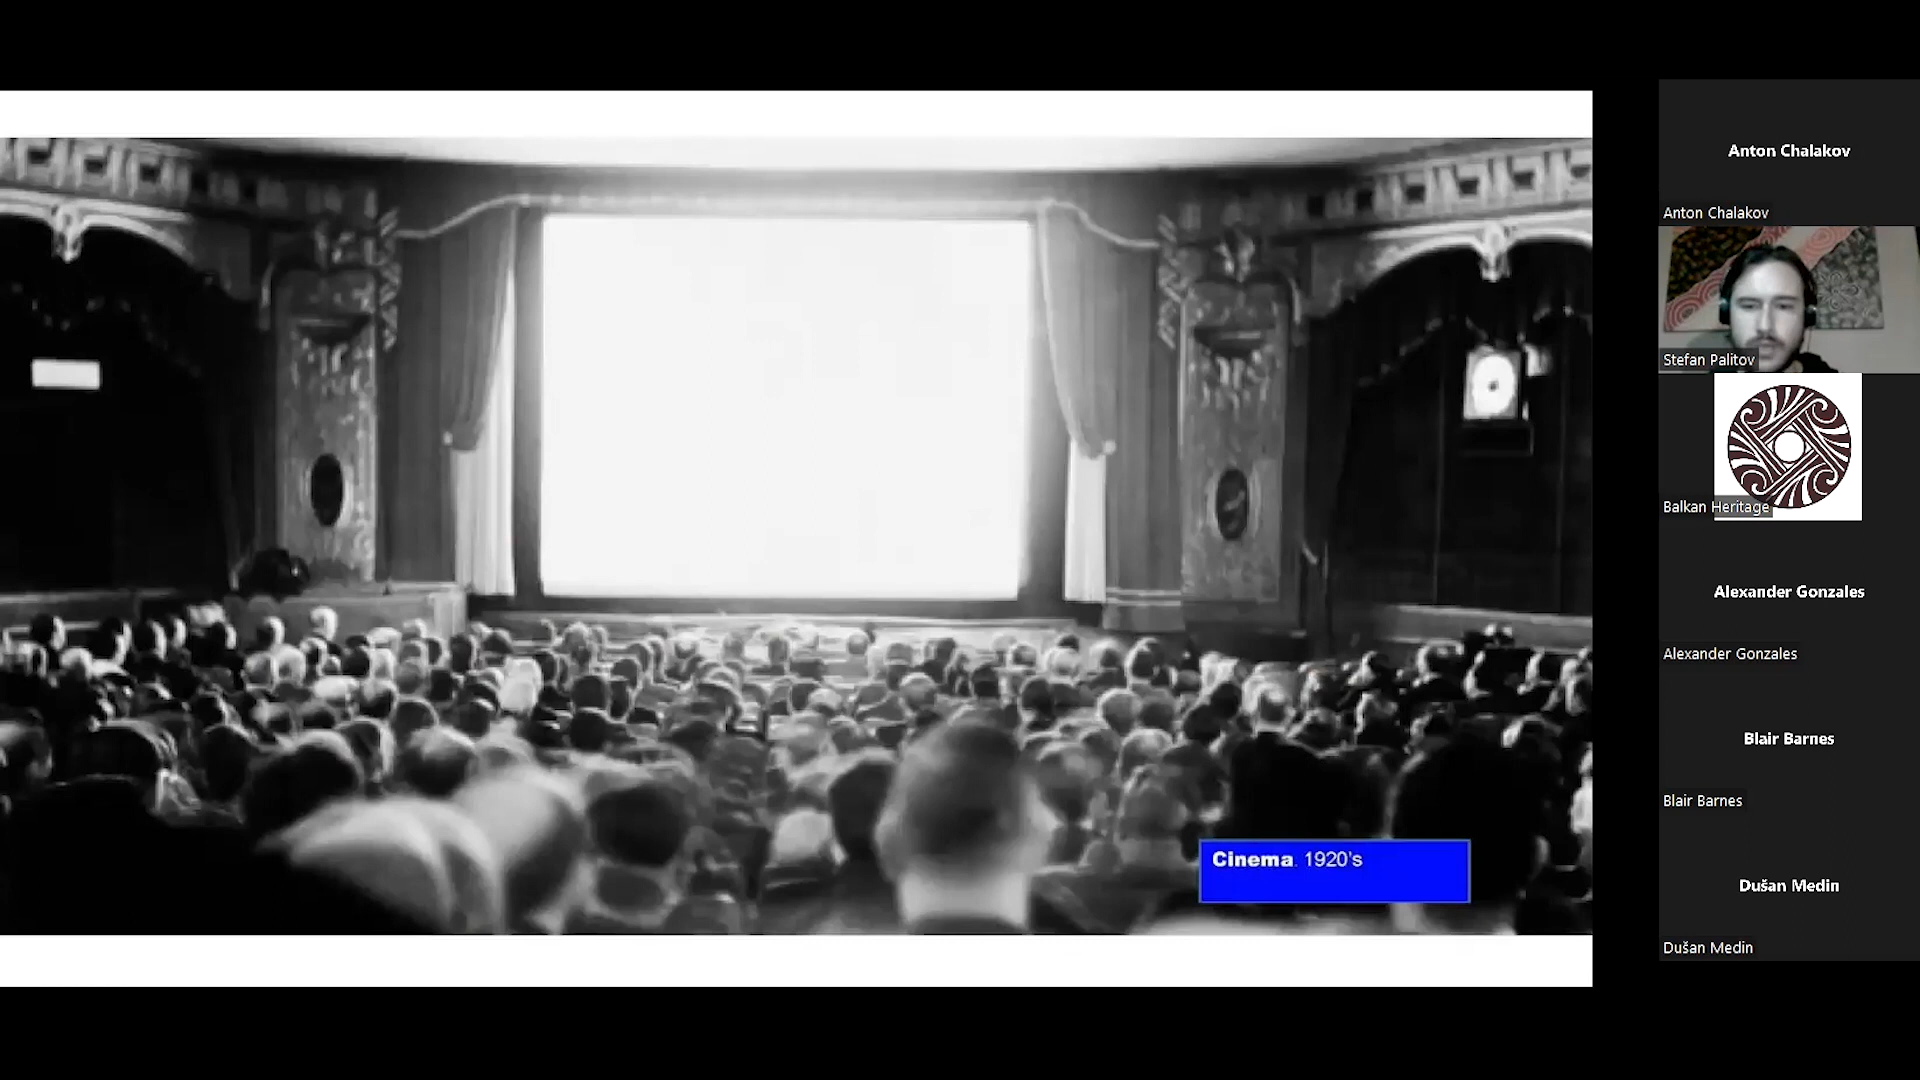 Anton Chalakov
Anton Chalakov
Stefan Palitov
Balkan Heritage
Alexander Gonzales
Alexander Gonzales
Blair Barnes
Blair Barnes
Dušan Medin
Dušan Medin
Cinema. 1920's